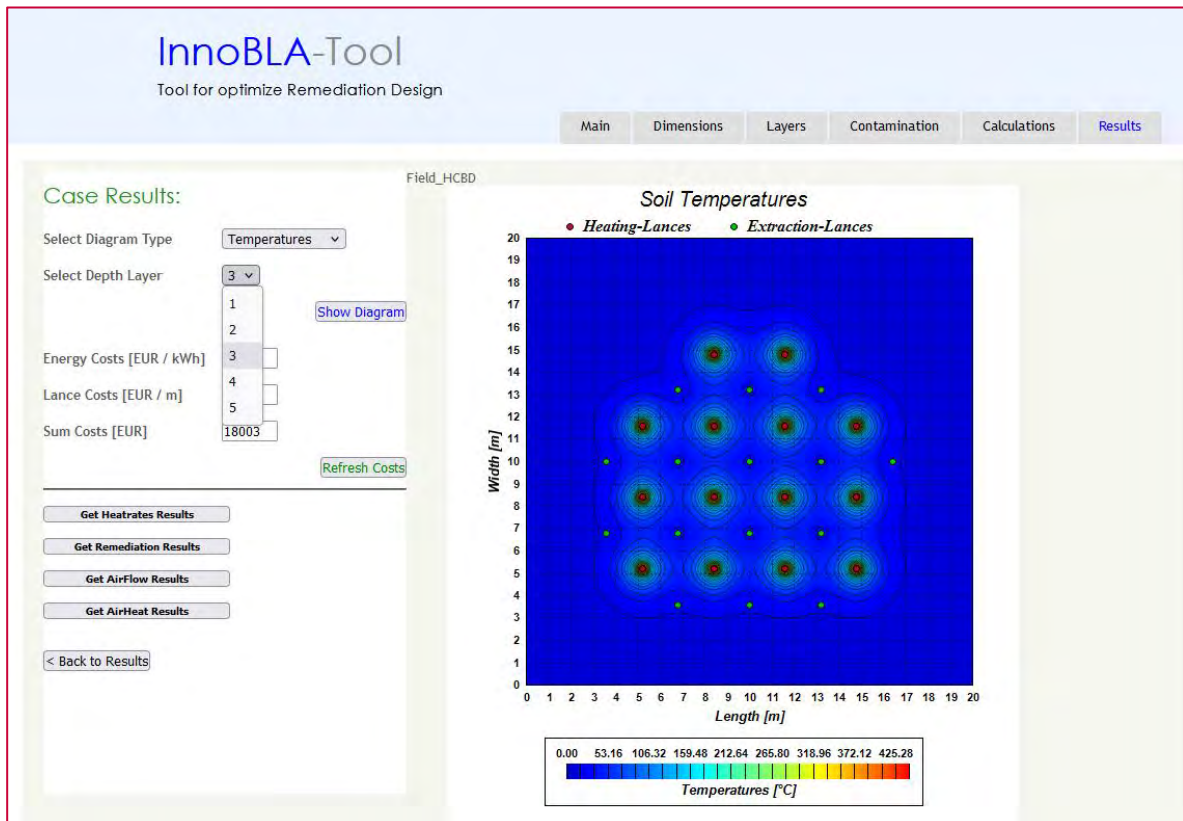 InnoBLA-Tool
Tool for optimize Remediation Design
Main Dimensions Layers Contamination Calculations Results
Field_HCBD
Case Results:
Select Diagram Type Temperatures
Select Depth Layer 3
1
2
3
4
5
Show Diagram
Energy Costs [EUR / kWh]
Lance Costs [EUR / m]
Sum Costs [EUR] 18003
Refresh Costs
Get Heatrates Results
Get Remediation Results
Get AirFlow Results
Get AirHeat Results
< Back to Results
Soil Temperatures
Heating-Lances Extraction-Lances
20
19
18
17
16
15
14
13
12
11
10
9
8
7
6
5
4
3
2
1
0
Width [m]
0 1 2 3 4 5 6 7 8 9 10 11 12 13 14 15 16 17 18 19 20
Length [m]
0.00 53.16 106.32 159.48 212.64 265.80 318.96 372.12 425.28
Temperatures [°C]